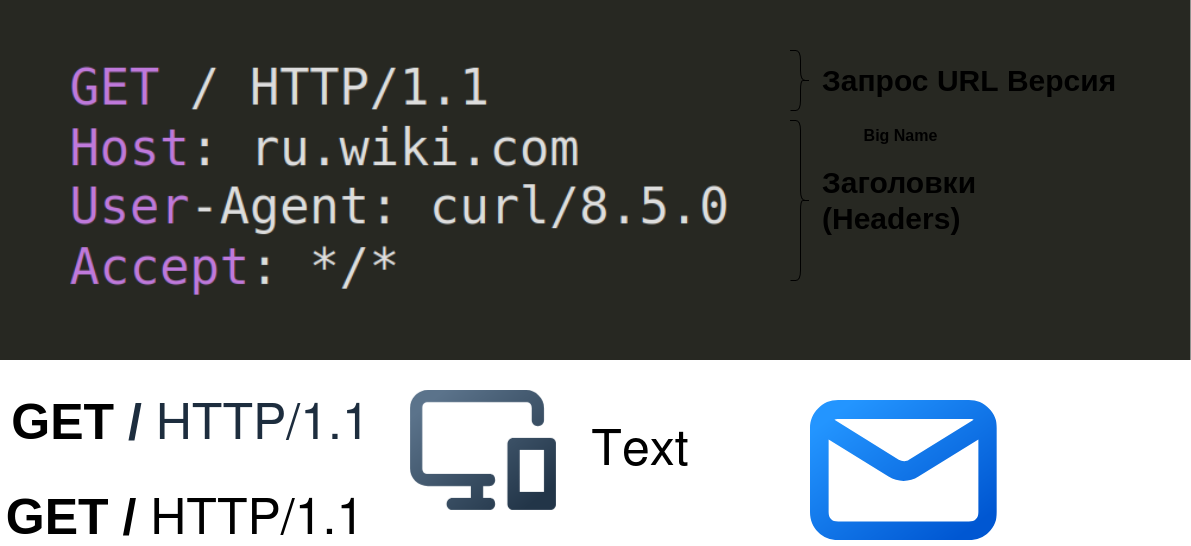 GET / HTTP/1.1
Запрос URL Версия
Host: ru.wiki.com
Big Name
User-Agent: curl/8.5.0
Заголовки
(Headers)
Accept: */*
GET / HTTP/1.1
Text
GET / HTTP/1.1